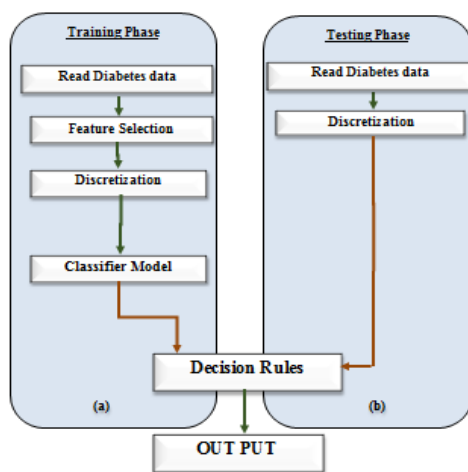 Training Phase
Read Diabetes data
Feature Selection
Discretization
Classifier Model
(a)
Testing Phase
Read Diabetes data
Discretization
(b)
Decision Rules
OUT PUT